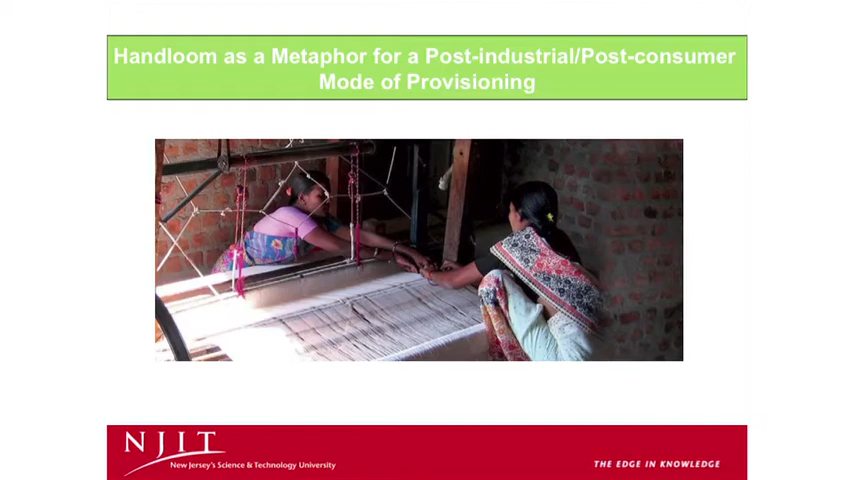 Handloom as a Metaphor for a Post-industrial/Post-consumer
Mode of Provisioning
NJIT
New Jersey's Science & Technology University
THE EDGE IN KNOWLEDGE